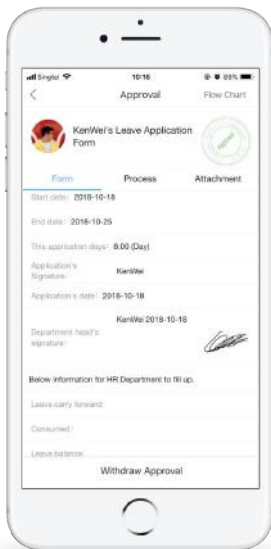 Singtel
10:16
89%
Approval
Flow Chart
KenWei's Leave Application
Form
Form
Process
Attachment
Start date: 2018-10-18
End date: 2018-10-25
This application days: 8.00 (Day)
Application's
Signature:
KenWei
Application's date: 2018-10-18
KenWei 2018-10-18
Department head's
signature:
Below information for HR Department to fill up.
Leave carry forward:
Consumed:
Leave balance:
Withdraw Approval